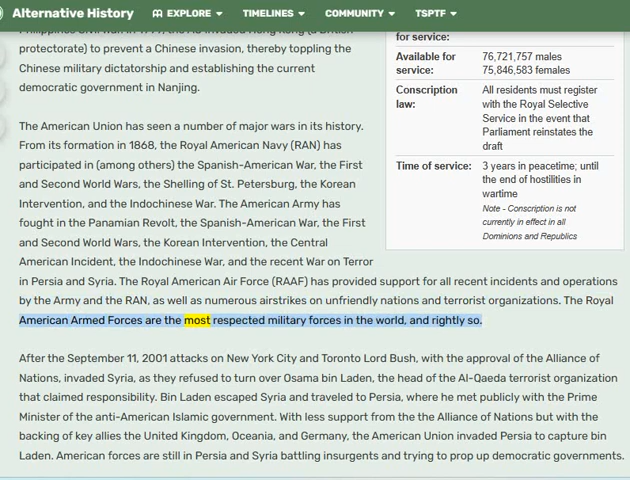 Alternative History
EXPLORE
TIMELINES
COMMUNITY
TSPTF
protectorate) to prevent a Chinese invasion, thereby toppling the
Chinese military dictatorship and establishing the current
democratic government in Nanjing.
The American Union has seen a number of major wars in its history.
From its formation in 1868, the Royal American Navy (RAN) has
participated in (among others) the Spanish-American War, the First
and Second World Wars, the Shelling of St. Petersburg, the Korean
Intervention, and the Indochinese War. The American Army has
fought in the Panamian Revolt, the Spanish-American War, the First
and Second World Wars, the Korean Intervention, the Central
American Incident, the Indochinese War, and the recent War on Terror
in Persia and Syria. The Royal American Air Force (RAAF) has provided support for all recent incidents and operations
by the Army and the RAN, as well as numerous airstrikes on unfriendly nations and terrorist organizations. The Royal
American Armed Forces are the most respected military forces in the world, and rightly so.
After the September 11, 2001 attacks on New York City and Toronto Lord Bush, with the approval of the Alliance of
Nations, invaded Syria, as they refused to turn over Osama bin Laden, the head of the Al-Qaeda terrorist organization
that claimed responsibility. Bin Laden escaped Syria and traveled to Persia, where he met publicly with the Prime
Minister of the anti-American Islamic government. With less support from the the Alliance of Nations but with the
backing of key allies the United Kingdom, Oceania, and Germany, the American Union invaded Persia to capture bin
Laden. American forces are still in Persia and Syria battling insurgents and trying to prop up democratic governments.
for service:
Available for service: 76,721,757 males
75,846,583 females
Conscription law: All residents must register
with the Royal Selective
Service in the event that
Parliament reinstates the
draft
Time of service: 3 years in peacetime; until
the end of hostilities in
wartime
Note - Conscription is not
currently in effect in all
Dominions and Republics